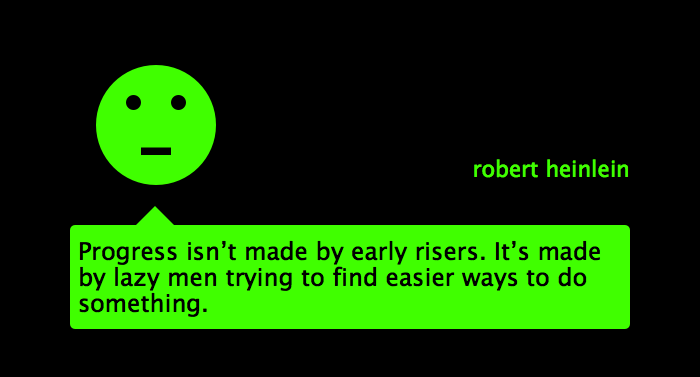 robert heinlein
Progress isn’t made by early risers. It’s made
by lazy men trying to find easier ways to do
something.